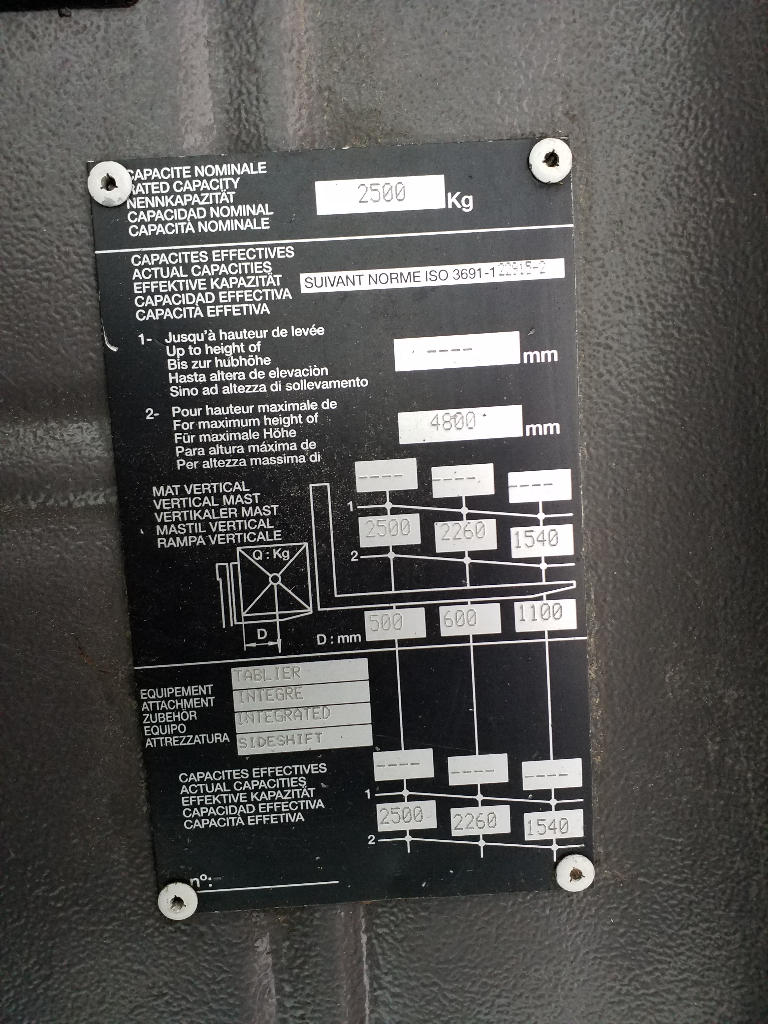 CAPACITE NOMINALE
RATED CAPACITY
NENNKAPAZITÄT
CAPACIDAD NOMINAL
CAPACITÀ NOMINALE
2500 Kg
CAPACITES EFFECTIVES
ACTUAL CAPACITIES
EFFEKTIVE KAPAZITÄT
CAPACIDAD EFFECTIVA
CAPACITÀ EFFETIVA
SUIVANT NORME ISO 3691-1 22915-2
1- Jusqu'à hauteur de levée
Up to height of
Bis zur hübhöhe
Hasta altera de elevaciòn
Sino ad altezza di sollevamento
---- mm
2- Pour hauteur maximale de
For maximum height of
Für maximale Höhe
Para altura máxima de
Per altezza massima di
4800 mm
MAT VERTICAL
VERTICAL MAST
VERTIKALER MAST
MASTIL VERTICAL
RAMPA VERTICALE
---- ---- ----
1
2500 2260 1540
2
Q : Kg
D
D : mm 500 600 1100
EQUIPEMENT
ATTACHMENT
ZUBEHÖR
EQUIPO
ATTREZZATURA
TABLIER
INTEGRE
INTEGRATED
SIDESHIFT
CAPACITES EFFECTIVES
ACTUAL CAPACITIES
EFFEKTIVE KAPAZITÄT
CAPACIDAD EFFECTIVA
CAPACITÀ EFFETIVA
---- ---- ----
1
2500 2260 1540
2
n°: